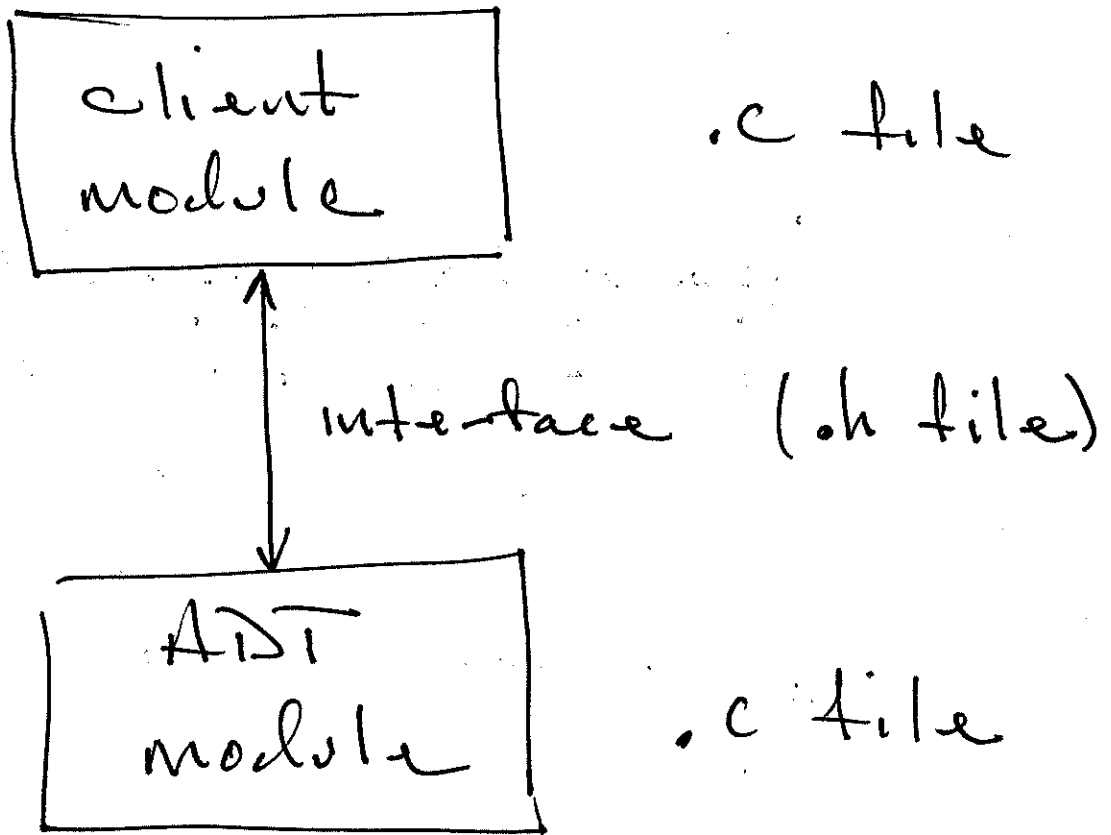 client
module
.c file
interface (.h file)
ADT
module
.c file